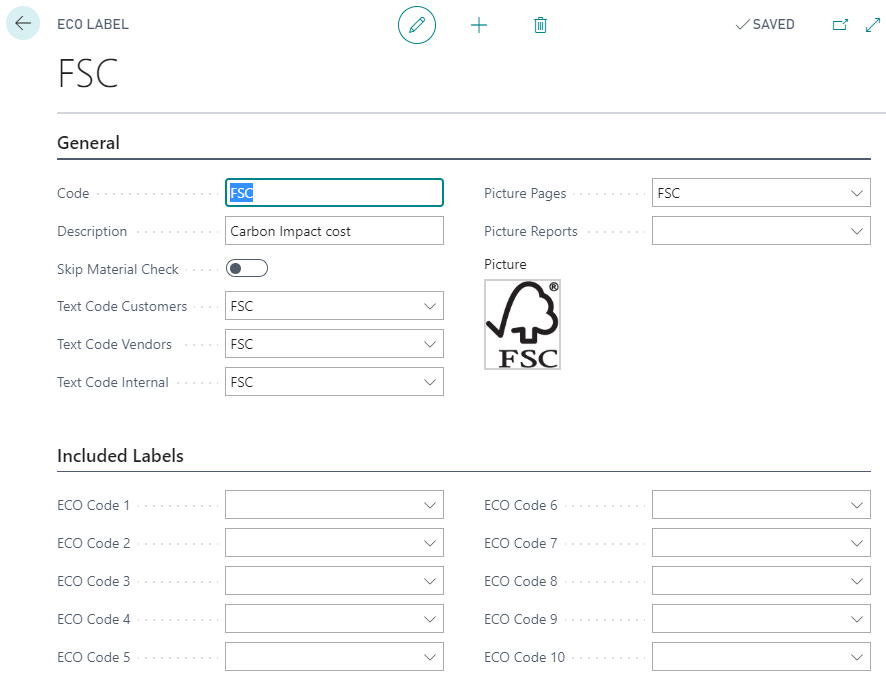 ECO LABEL
SAVED
FSC
General
Code FSC
Description Carbon Impact cost
Skip Material Check
Text Code Customers FSC
Text Code Vendors FSC
Text Code Internal FSC
Picture Pages FSC
Picture Reports
Picture
®
FSC
Included Labels
ECO Code 1
ECO Code 2
ECO Code 3
ECO Code 4
ECO Code 5
ECO Code 6
ECO Code 7
ECO Code 8
ECO Code 9
ECO Code 10